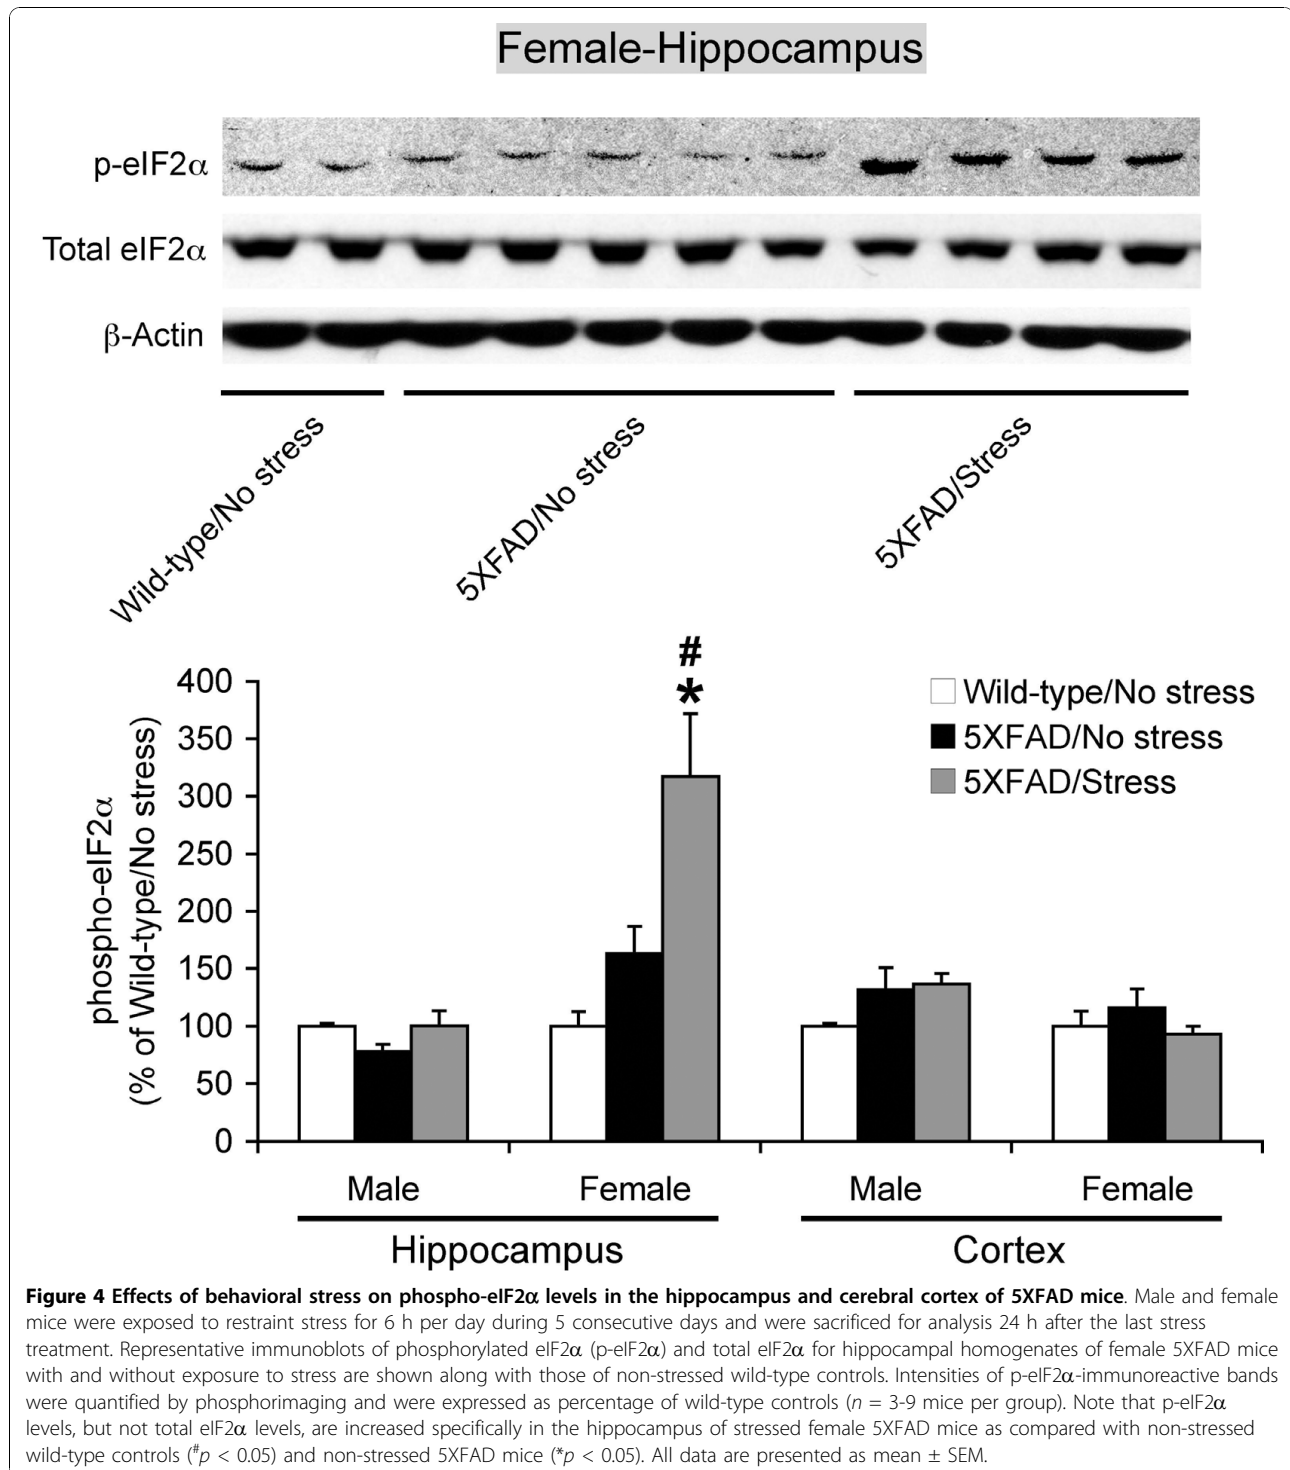 Female-Hippocampus
p-eIF2α
Total eIF2α
β-Actin
Wild-type/No stress
5XFAD/No stress
5XFAD/Stress
#
*
400
350
300
250
200
150
100
50
0
phospho-eIF2α
(% of Wild-type/No stress)
Wild-type/No stress
5XFAD/No stress
5XFAD/Stress
Male
Female
Male
Female
Hippocampus
Cortex
Figure 4 Effects of behavioral stress on phospho-eIF2α levels in the hippocampus and cerebral cortex of 5XFAD mice. Male and female
mice were exposed to restraint stress for 6 h per day during 5 consecutive days and were sacrificed for analysis 24 h after the last stress
treatment. Representative immunoblots of phosphorylated eIF2α (p-eIF2α) and total eIF2α for hippocampal homogenates of female 5XFAD mice
with and without exposure to stress are shown along with those of non-stressed wild-type controls. Intensities of p-eIF2α-immunoreactive bands
were quantified by phosphorimaging and were expressed as percentage of wild-type controls (n = 3-9 mice per group). Note that p-eIF2α
levels, but not total eIF2α levels, are increased specifically in the hippocampus of stressed female 5XFAD mice as compared with non-stressed
wild-type controls (#p < 0.05) and non-stressed 5XFAD mice (*p < 0.05). All data are presented as mean ± SEM.